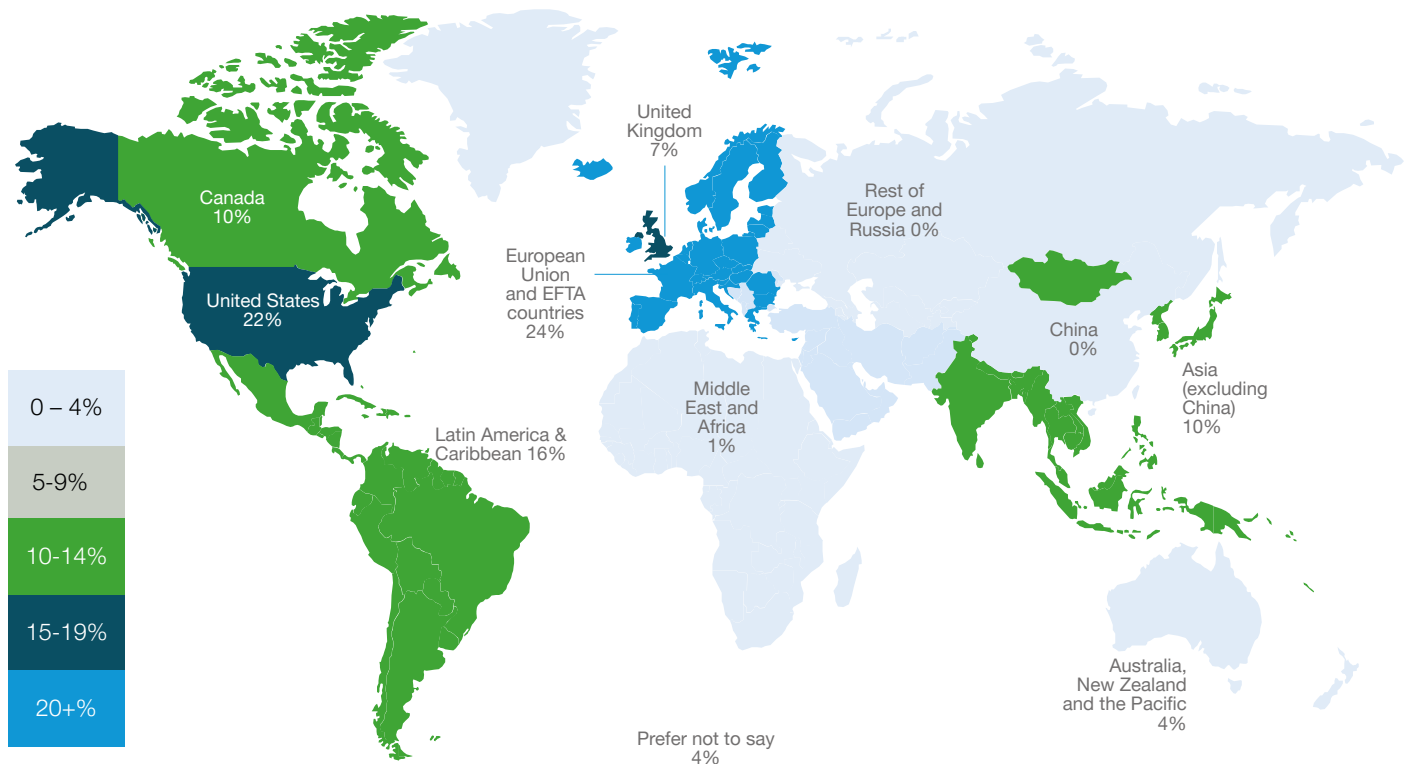 United
Kingdom
7%
Canada
10%
Rest of
Europe and
Russia 0%
European
Union
and EFTA
countries
24%
United States
22%
China
0%
Asia
(excluding
China)
10%
Middle
East and
Africa
1%
Latin America &
Caribbean 16%
0 – 4%
5-9%
10-14%
15-19%
20+%
Australia,
New Zealand
and the Pacific
4%
Prefer not to say
4%